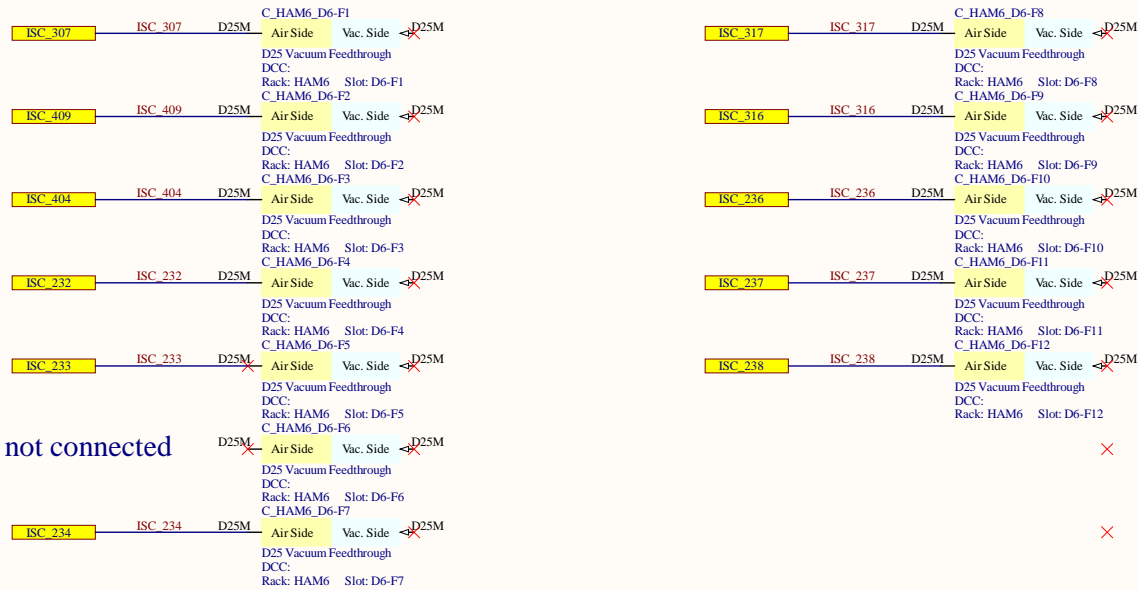 C_HAM6_D6-F1
ISC_307 ISC_307 D25M Air Side Vac. Side D25M
D25 Vacuum Feedthrough
DCC:
Rack: HAM6 Slot: D6-F1
C_HAM6_D6-F2
ISC_409 ISC_409 D25M Air Side Vac. Side D25M
D25 Vacuum Feedthrough
DCC:
Rack: HAM6 Slot: D6-F2
C_HAM6_D6-F3
ISC_404 ISC_404 D25M Air Side Vac. Side D25M
D25 Vacuum Feedthrough
DCC:
Rack: HAM6 Slot: D6-F3
C_HAM6_D6-F4
ISC_232 ISC_232 D25M Air Side Vac. Side D25M
D25 Vacuum Feedthrough
DCC:
Rack: HAM6 Slot: D6-F4
C_HAM6_D6-F5
ISC_233 ISC_233 D25M Air Side Vac. Side D25M
D25 Vacuum Feedthrough
DCC:
Rack: HAM6 Slot: D6-F5
C_HAM6_D6-F6
not connected D25M Air Side Vac. Side D25M
D25 Vacuum Feedthrough
DCC:
Rack: HAM6 Slot: D6-F6
C_HAM6_D6-F7
ISC_234 ISC_234 D25M Air Side Vac. Side D25M
D25 Vacuum Feedthrough
DCC:
Rack: HAM6 Slot: D6-F7
C_HAM6_D6-F8
ISC_317 ISC_317 D25M Air Side Vac. Side D25M
D25 Vacuum Feedthrough
DCC:
Rack: HAM6 Slot: D6-F8
C_HAM6_D6-F9
ISC_316 ISC_316 D25M Air Side Vac. Side D25M
D25 Vacuum Feedthrough
DCC:
Rack: HAM6 Slot: D6-F9
C_HAM6_D6-F10
ISC_236 ISC_236 D25M Air Side Vac. Side D25M
D25 Vacuum Feedthrough
DCC:
Rack: HAM6 Slot: D6-F10
C_HAM6_D6-F11
ISC_237 ISC_237 D25M Air Side Vac. Side D25M
D25 Vacuum Feedthrough
DCC:
Rack: HAM6 Slot: D6-F11
C_HAM6_D6-F12
ISC_238 ISC_238 D25M Air Side Vac. Side D25M
D25 Vacuum Feedthrough
DCC:
Rack: HAM6 Slot: D6-F12